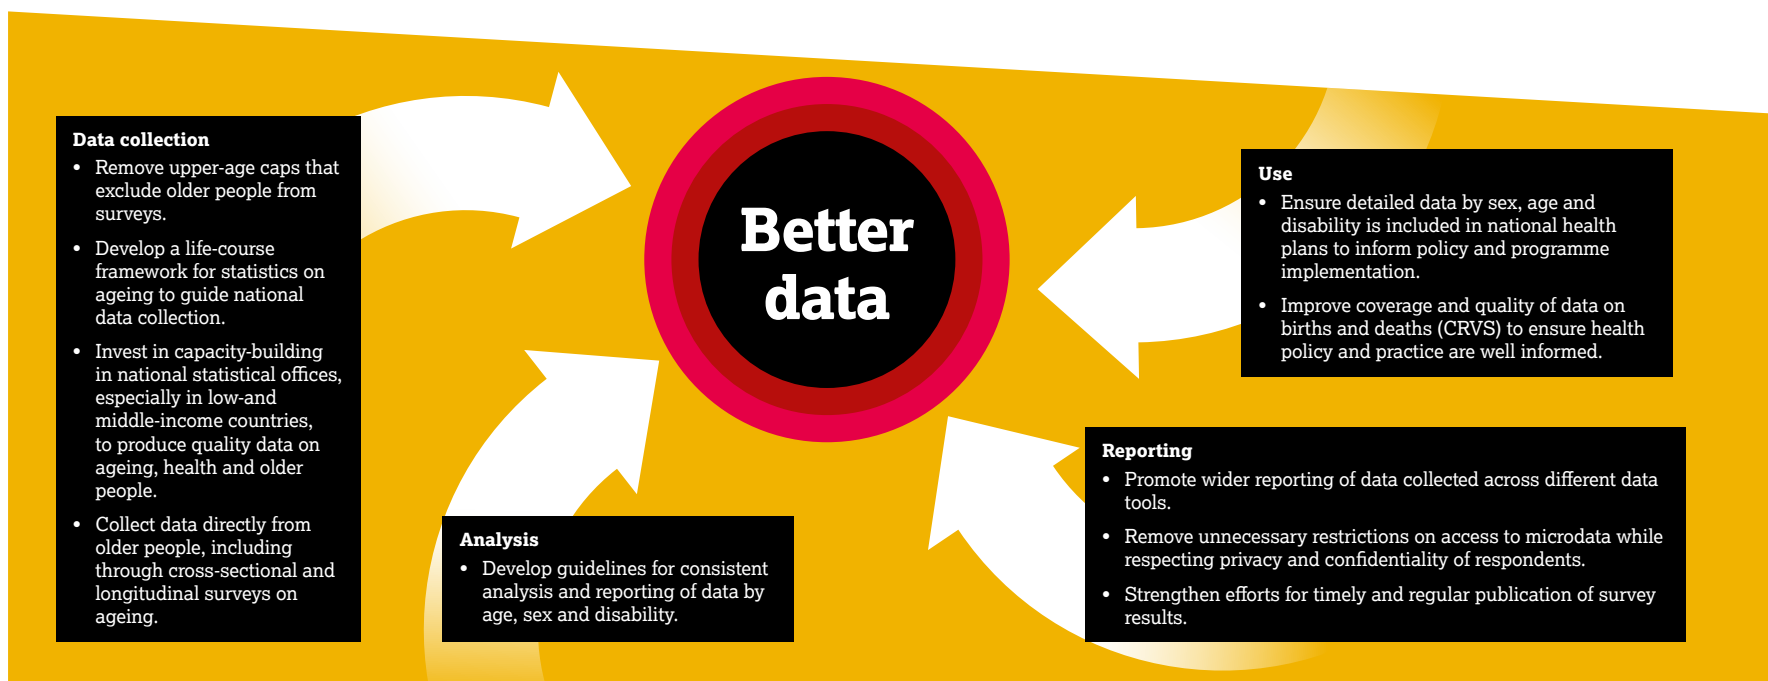 Data collection
• Remove upper-age caps that
exclude older people from
surveys.
• Develop a life-course
framework for statistics on
ageing to guide national
data collection.
• Invest in capacity-building
in national statistical offices,
especially in low-and
middle-income countries,
to produce quality data on
ageing, health and older
people.
• Collect data directly from
older people, including
through cross-sectional and
longitudinal surveys on
ageing.
Analysis
• Develop guidelines for consistent
analysis and reporting of data by
age, sex and disability.
Better
data
Use
• Ensure detailed data by sex, age and
disability is included in national health
plans to inform policy and programme
implementation.
• Improve coverage and quality of data on
births and deaths (CRVS) to ensure health
policy and practice are well informed.
Reporting
• Promote wider reporting of data collected across different data
tools.
• Remove unnecessary restrictions on access to microdata while
respecting privacy and confidentiality of respondents.
• Strengthen efforts for timely and regular publication of survey
results.